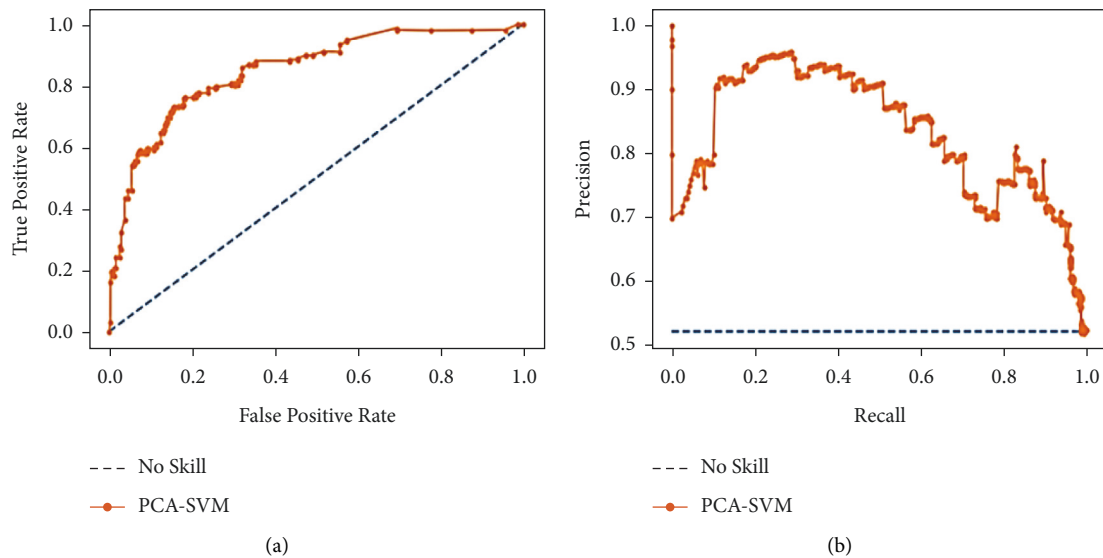 1.0
0.8
0.6
0.4
0.2
0.0
True Positive Rate
0.0 0.2 0.4 0.6 0.8 1.0
False Positive Rate
No Skill
PCA-SVM
(a)
1.0
0.9
0.8
0.7
0.6
0.5
Precision
0.0 0.2 0.4 0.6 0.8 1.0
Recall
No Skill
PCA-SVM
(b)